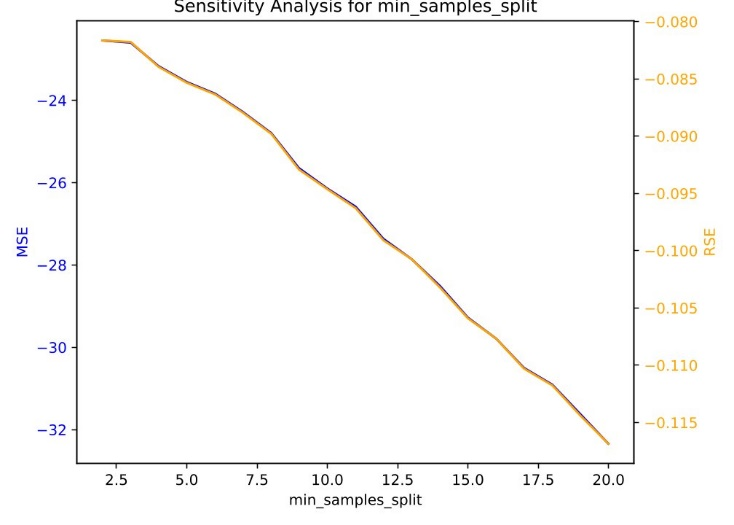 Sensitivity Analysis for min_samples_split
MSE
−24
−26
−28
−30
−32
−0.080
−0.085
−0.090
−0.095
−0.100
−0.105
−0.110
−0.115
RSE
2.5 5.0 7.5 10.0 12.5 15.0 17.5 20.0
min_samples_split